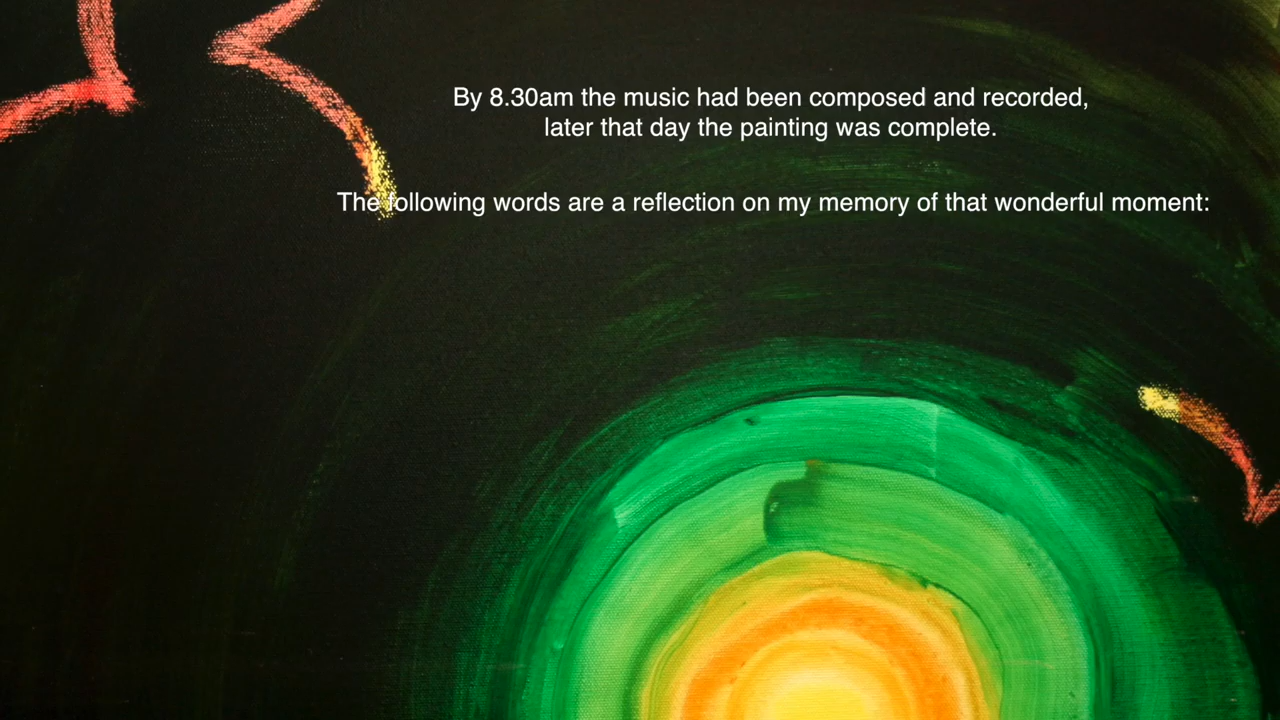 By 8.30am the music had been composed and recorded,
later that day the painting was complete.
The following words are a reflection on my memory of that wonderful moment: